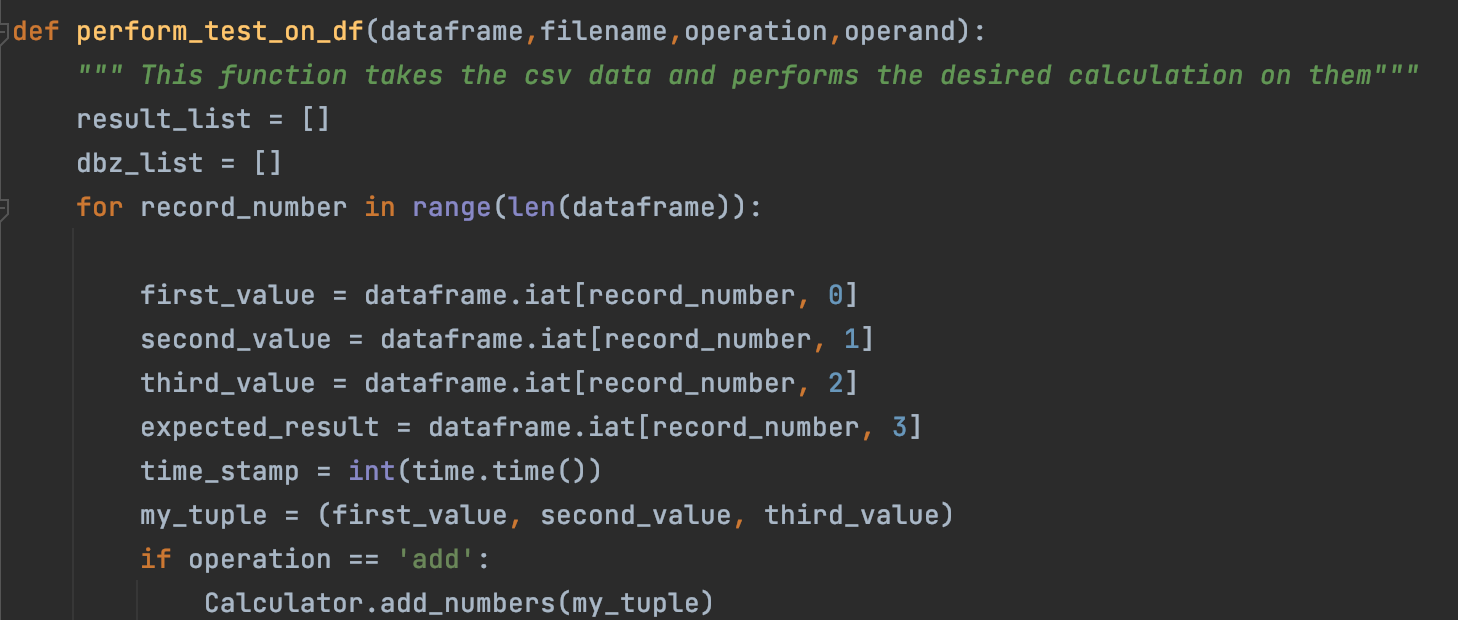 def perform_test_on_df(dataframe,filename,operation,operand):
    """ This function takes the csv data and performs the desired calculation on them"""
    result_list = []
    dbz_list = []
    for record_number in range(len(dataframe)):
        first_value = dataframe.iat[record_number, 0]
        second_value = dataframe.iat[record_number, 1]
        third_value = dataframe.iat[record_number, 2]
        expected_result = dataframe.iat[record_number, 3]
        time_stamp = int(time.time())
        my_tuple = (first_value, second_value, third_value)
        if operation == 'add':
            Calculator.add_numbers(my_tuple)